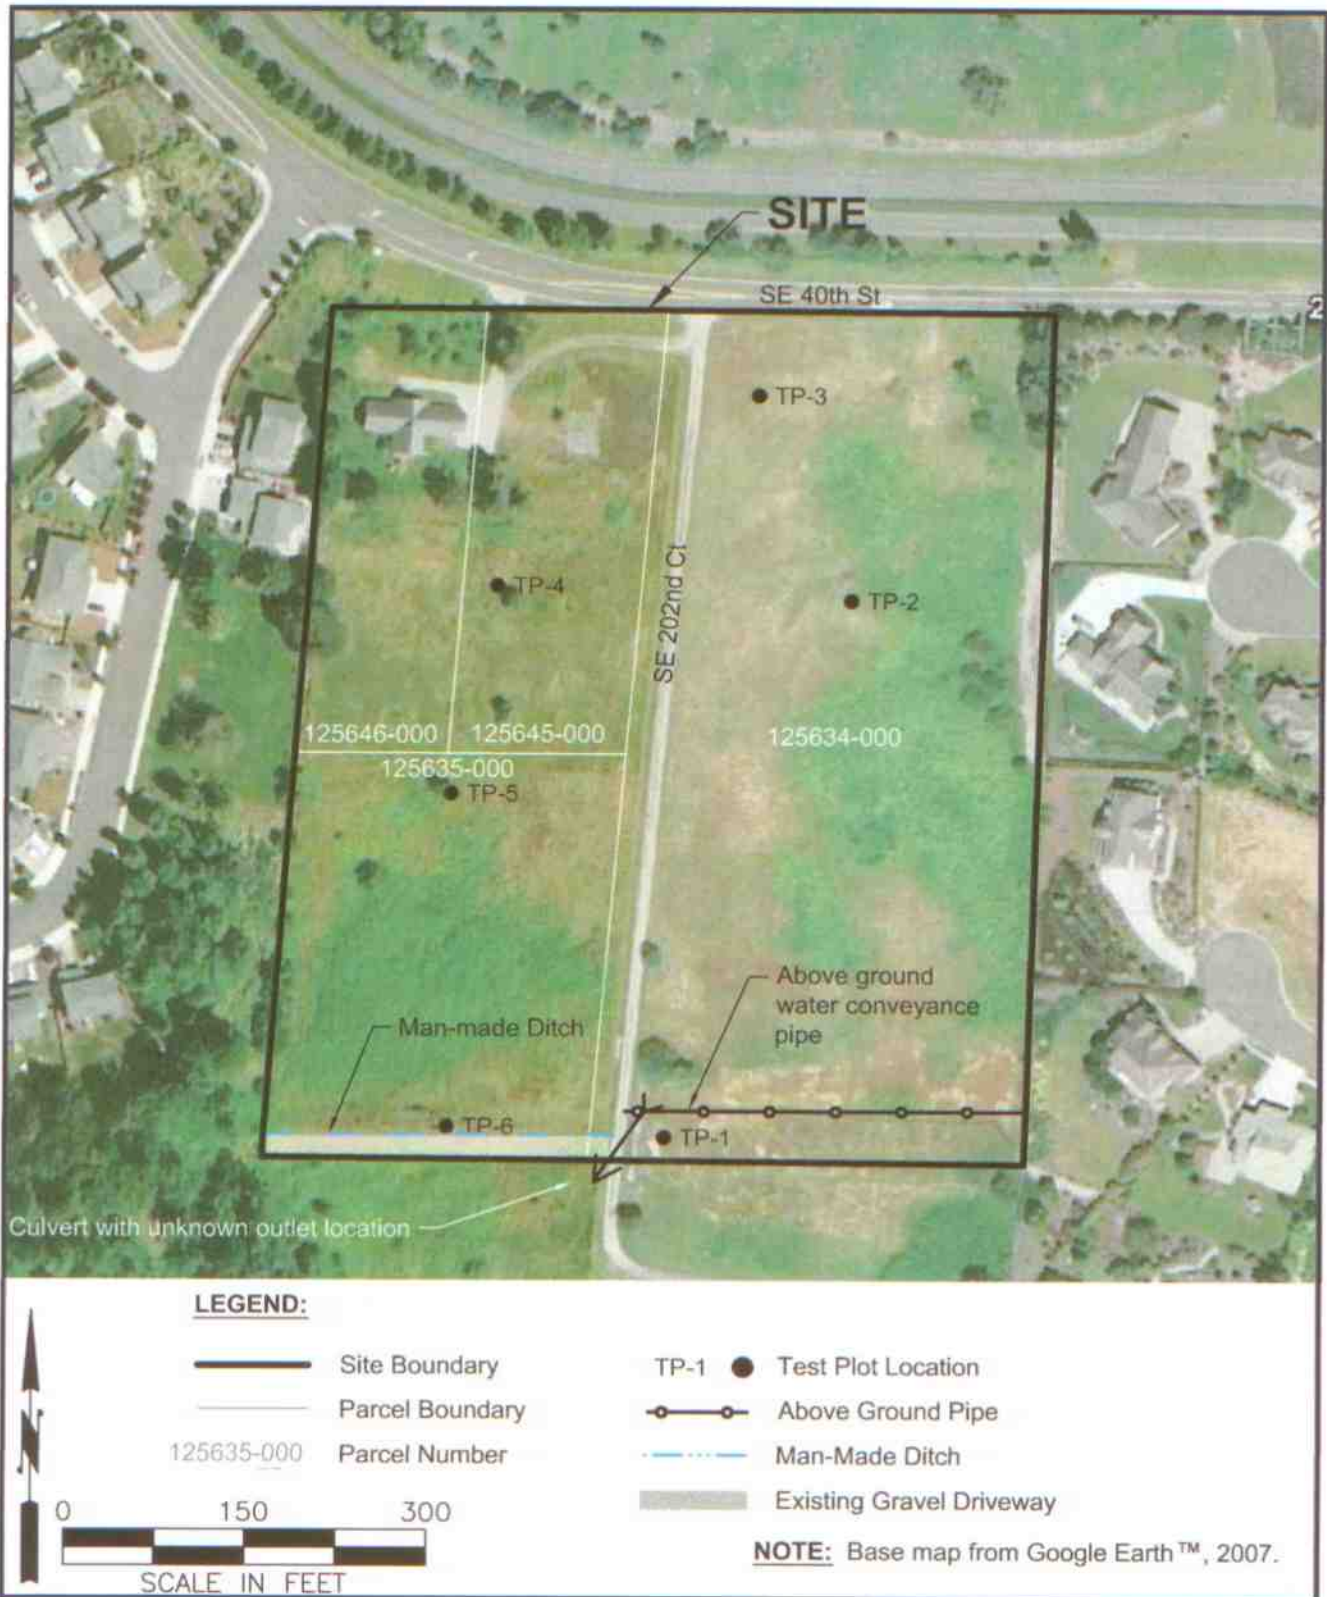 SITE
SE 40th St
2
TP-3
TP-4
TP-2
SE 202nd Ct
125646-000
125645-000
125634-000
125635-000
TP-5
Above ground
water conveyance
pipe
Man-made Ditch
TP-6
TP-1
Culvert with unknown outlet location
LEGEND:
Site Boundary
TP-1 Test Plot Location
Parcel Boundary
Above Ground Pipe
125635-000 Parcel Number
Man-Made Ditch
Existing Gravel Driveway
N
0 150 300
SCALE IN FEET
NOTE: Base map from Google Earth™, 2007.